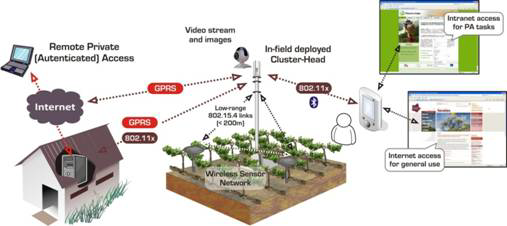 Remote Private
(Autenticated) Access
Video stream
and images
In-field deployed
Cluster-Head
Intranet access
for PA tasks
GPRS
802.11x
Internet
GPRS
802.11x
Low-range
802.15.4 links
(< 200m)
Wireless Sensor
Network
Internet access
for general use